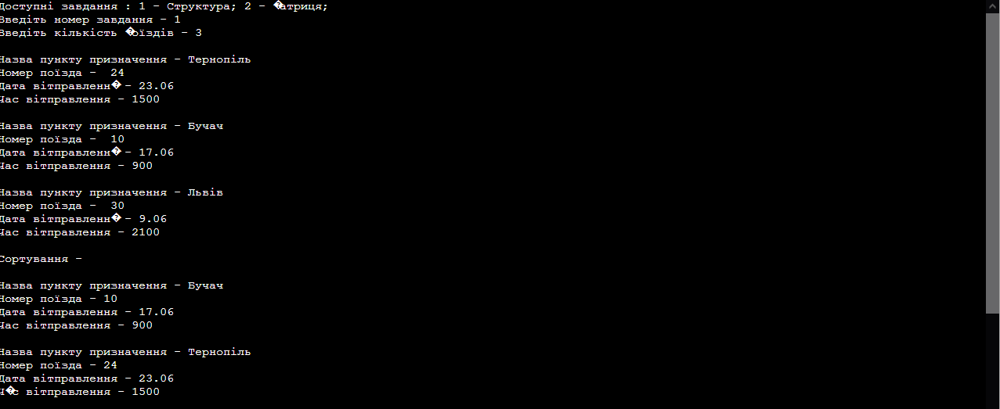 Доступні завдання : 1 - Структура; 2 - �атриця;
Введіть номер завдання - 1
Введіть кількість �оїздів - 3
Назва пункту призначення - Тернопіль
Номер поїзда -  24
Дата вітправленн� - 23.06
Час вітправлення - 1500
Назва пункту призначення - Бучач
Номер поїзда -  10
Дата вітправленн� - 17.06
Час вітправлення - 900
Назва пункту призначення - Львів
Номер поїзда -  30
Дата вітправленн� - 9.06
Час вітправлення - 2100
Сортування -
Назва пункту призначення - Бучач
Номер поїзда - 10
Дата вітправлення - 17.06
Час вітправлення - 900
Назва пункту призначення - Тернопіль
Номер поїзда - 24
Дата вітправлення - 23.06
Ч�с вітправлення - 1500